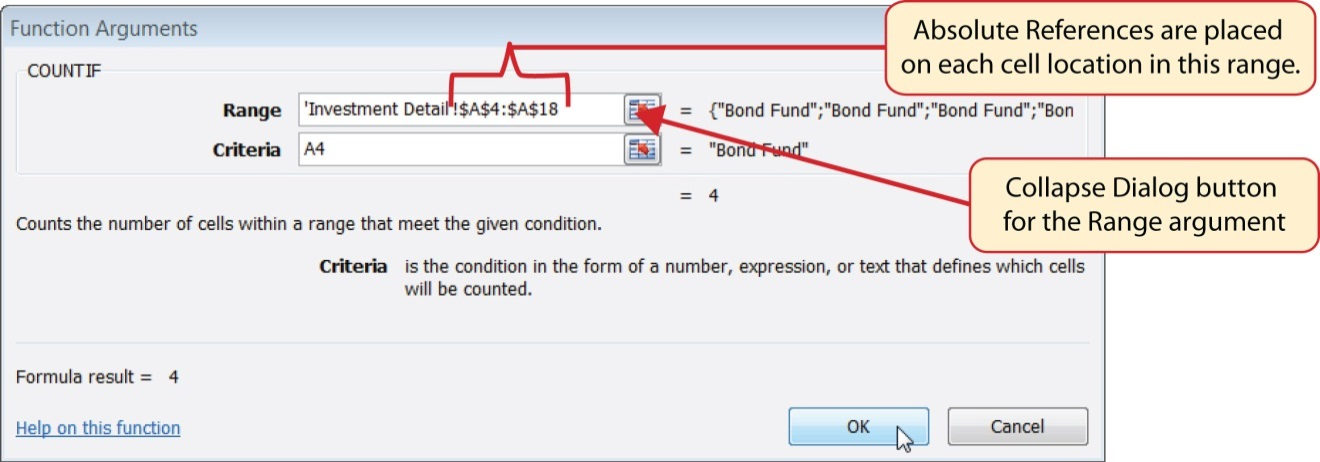 Function Arguments
Absolute References are placed
on each cell location in this range.
COUNTIF
Range 'Investment Detail'!$A$4:$A$18 = {"Bond Fund";"Bond Fund";"Bond Fund";"Bon
Criteria A4 = "Bond Fund"
= 4
Collapse Dialog button
for the Range argument
Counts the number of cells within a range that meet the given condition.
Criteria is the condition in the form of a number, expression, or text that defines which cells
will be counted.
Formula result = 4
Help on this function
OK Cancel